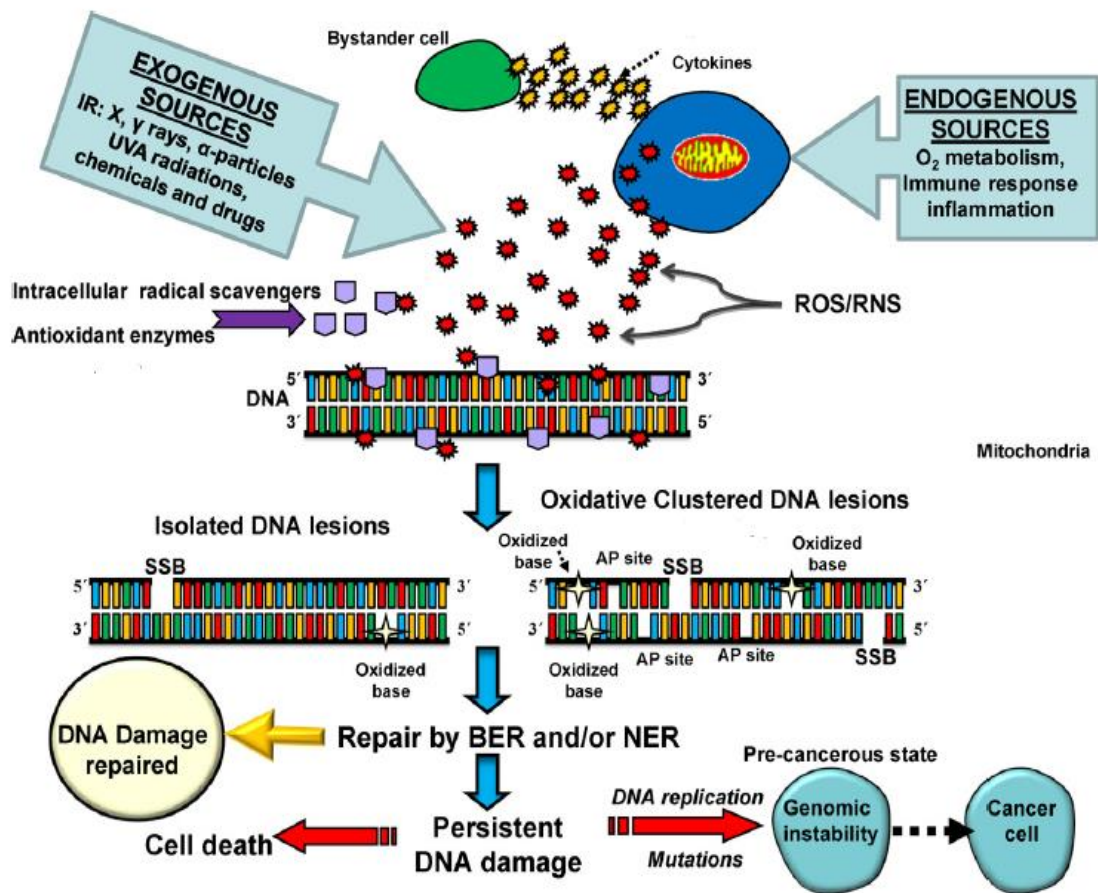 Bystander cell
Cytokines
EXOGENOUS
SOURCES
IR: X, γ rays, α-particles
UVA radiations,
chemicals and drugs
ENDOGENOUS
SOURCES
O₂ metabolism,
Immune response
inflammation
Intracellular radical scavengers
Antioxidant enzymes
ROS/RNS
5´ 3´
DNA
3´ 5´
Mitochondria
Isolated DNA lesions
Oxidative Clustered DNA lesions
SSB
5´ 3´
3´ 5´
Oxidized
base
Oxidized
base
AP site
SSB
Oxidized
base
5´ 3´
3´ 5´
Oxidized
base
AP site
AP site
SSB
DNA Damage
repaired
Repair by BER and/or NER
Persistent
DNA damage
Cell death
DNA replication
Mutations
Pre-cancerous state
Genomic
instability
Cancer
cell